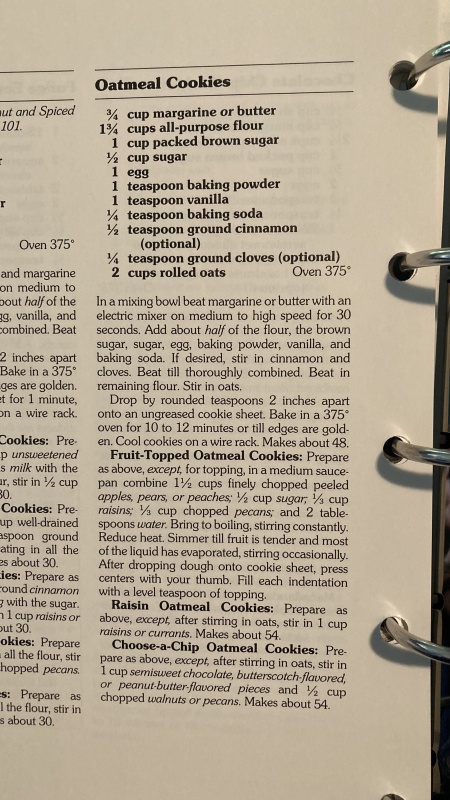 nut and Spiced
101.
r
Oven 375°
and margarine
on medium to
bout half of the
gg, vanilla, and
combined. Beat
2 inches apart
Bake in a 375°
ges are golden.
et for 1 minute,
on a wire rack.
Cookies: Pre-
p unsweetened
s milk with the
ur, stir in ½ cup
30.
Cookies: Pre-
up well-drained
aspoon ground
ating in all the
es about 30.
ies: Prepare as
round cinnamon
g with the sugar.
n 1 cup raisins or
out 30.
okies: Prepare
all the flour, stir
hopped pecans.
s: Prepare as
l the flour, stir in
s about 30.
Oatmeal Cookies
¾ cup margarine or butter
1¾ cups all-purpose flour
1 cup packed brown sugar
½ cup sugar
1 egg
1 teaspoon baking powder
1 teaspoon vanilla
¼ teaspoon baking soda
½ teaspoon ground cinnamon
(optional)
¼ teaspoon ground cloves (optional)
2 cups rolled oats Oven 375°
In a mixing bowl beat margarine or butter with an
electric mixer on medium to high speed for 30
seconds. Add about half of the flour, the brown
sugar, sugar, egg, baking powder, vanilla, and
baking soda. If desired, stir in cinnamon and
cloves. Beat till thoroughly combined. Beat in
remaining flour. Stir in oats.
Drop by rounded teaspoons 2 inches apart
onto an ungreased cookie sheet. Bake in a 375°
oven for 10 to 12 minutes or till edges are gold-
en. Cool cookies on a wire rack. Makes about 48.
Fruit-Topped Oatmeal Cookies: Prepare
as above, except, for topping, in a medium sauce-
pan combine 1½ cups finely chopped peeled
apples, pears, or peaches; ½ cup sugar; ⅓ cup
raisins; ⅓ cup chopped pecans; and 2 table-
spoons water. Bring to boiling, stirring constantly.
Reduce heat. Simmer till fruit is tender and most
of the liquid has evaporated, stirring occasionally.
After dropping dough onto cookie sheet, press
centers with your thumb. Fill each indentation
with a level teaspoon of topping.
Raisin Oatmeal Cookies: Prepare as
above, except, after stirring in oats, stir in 1 cup
raisins or currants. Makes about 54.
Choose-a-Chip Oatmeal Cookies: Pre-
pare as above, except, after stirring in oats, stir in
1 cup semisweet chocolate, butterscotch-flavored,
or peanut-butter-flavored pieces and ½ cup
chopped walnuts or pecans. Makes about 54.